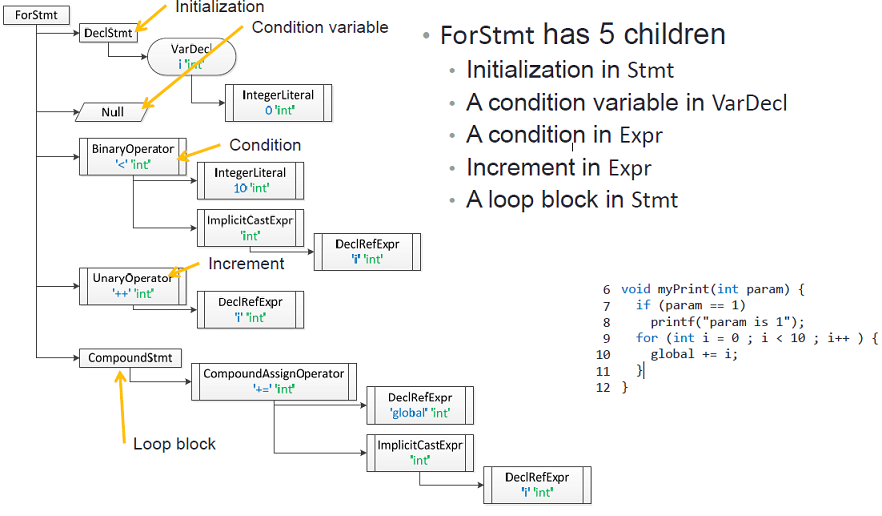 Initialization
ForStmt
DeclStmt
Condition variable
VarDecl
i 'int'
IntegerLiteral
0 'int'
Null
BinaryOperator
'<' 'int'
Condition
IntegerLiteral
10 'int'
ImplicitCastExpr
'int'
DeclRefExpr
'i' 'int'
Increment
UnaryOperator
'++' 'int'
DeclRefExpr
'i' 'int'
CompoundStmt
CompoundAssignOperator
'+=' 'int'
DeclRefExpr
'global' 'int'
Loop block
ImplicitCastExpr
'int'
DeclRefExpr
'i' 'int'
• ForStmt has 5 children
• Initialization in Stmt
• A condition variable in VarDecl
• A condition in Expr
• Increment in Expr
• A loop block in Stmt
6 void myPrint(int param) {
7 if (param == 1)
8 printf("param is 1");
9 for (int i = 0 ; i < 10 ; i++ ) {
10 global += i;
11 }
12 }